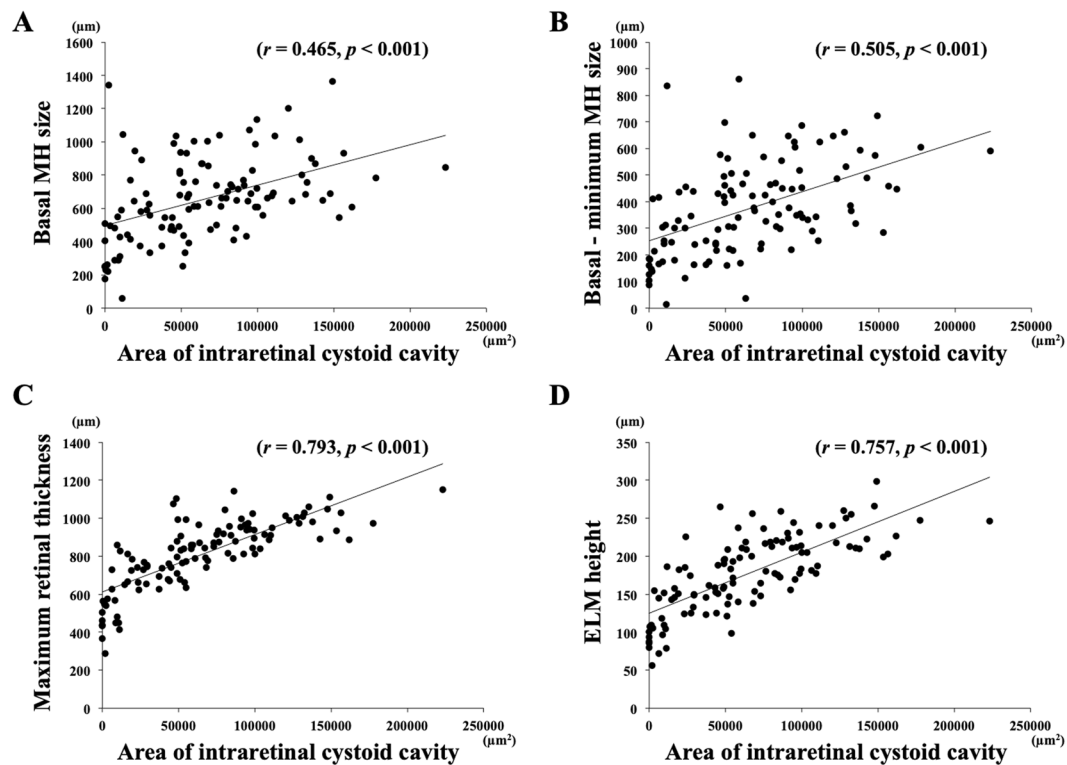 A
(μm)
(r = 0.465, p < 0.001)
1600
1400
1200
1000
800
600
400
200
0
Basal MH size
0 50000 100000 150000 200000 250000
(μm²)
Area of intraretinal cystoid cavity
B
(μm)
(r = 0.505, p < 0.001)
1000
900
800
700
600
500
400
300
200
100
0
Basal - minimum MH size
0 50000 100000 150000 200000 250000
(μm²)
Area of intraretinal cystoid cavity
C
(μm)
(r = 0.793, p < 0.001)
1400
1200
1000
800
600
400
200
0
Maximum retinal thickness
0 50000 100000 150000 200000 250000
(μm²)
Area of intraretinal cystoid cavity
D
(μm)
(r = 0.757, p < 0.001)
350
300
250
200
150
100
50
0
ELM height
0 50000 100000 150000 200000 250000
(μm²)
Area of intraretinal cystoid cavity